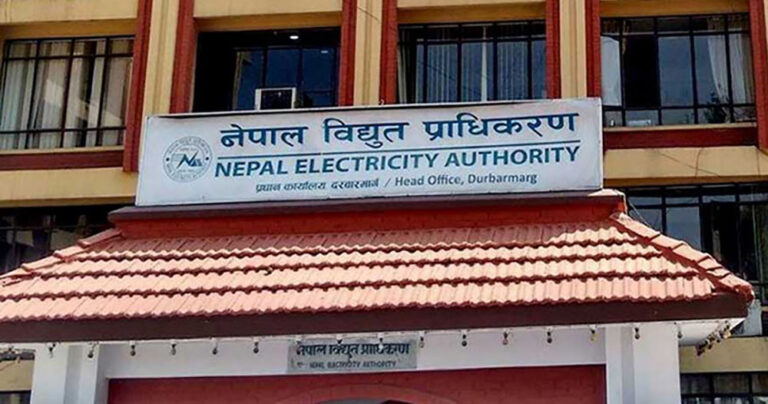 नेपाल विद्युत प्राधिकरण
NEPAL ELECTRICITY AUTHORITY
प्रधान कार्यालय दरबारमार्ग / Head Office, Durbarmarg
नेपाल विद्युत प्राधिकरण
NEPAL ELECTRICITY AUTHORITY